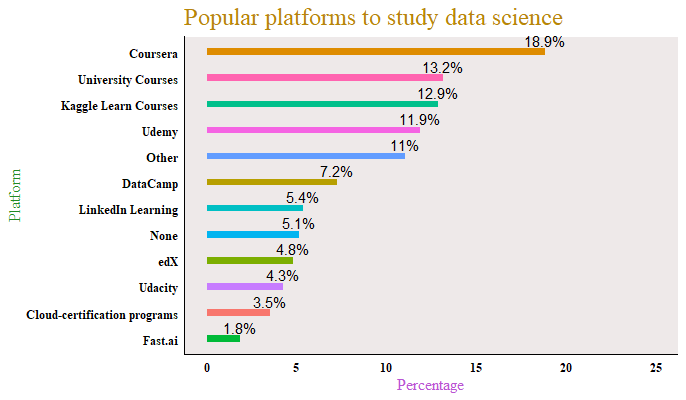 Popular platforms to study data science
Coursera 18.9%
University Courses 13.2%
Kaggle Learn Courses 12.9%
Udemy 11.9%
Other 11%
DataCamp 7.2%
LinkedIn Learning 5.4%
None 5.1%
edX 4.8%
Udacity 4.3%
Cloud-certification programs 3.5%
Fast.ai 1.8%
Platform
0 5 10 15 20 25
Percentage